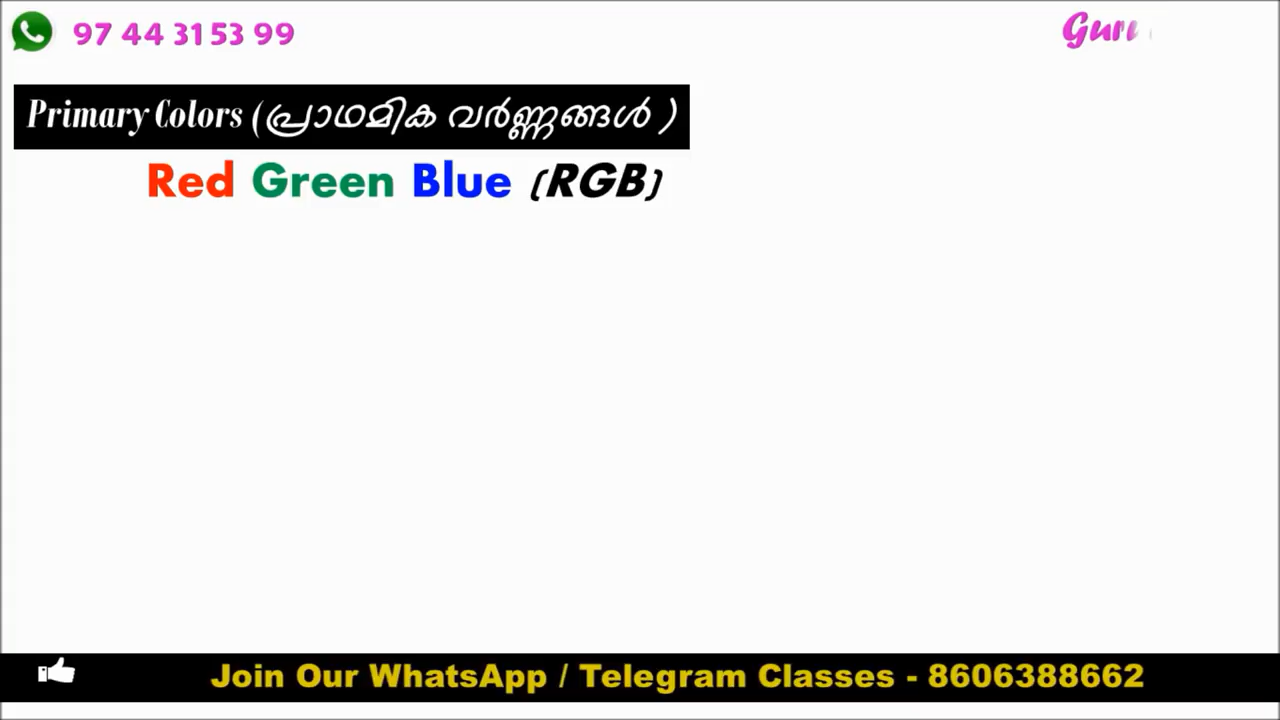 97 44 3153 99
Primary Colors (പ്രാഥമിക വർണ്ണങ്ങൾ )
Red Green Blue (RGB)
Join Our WhatsApp / Telegram Classes - 8606388662